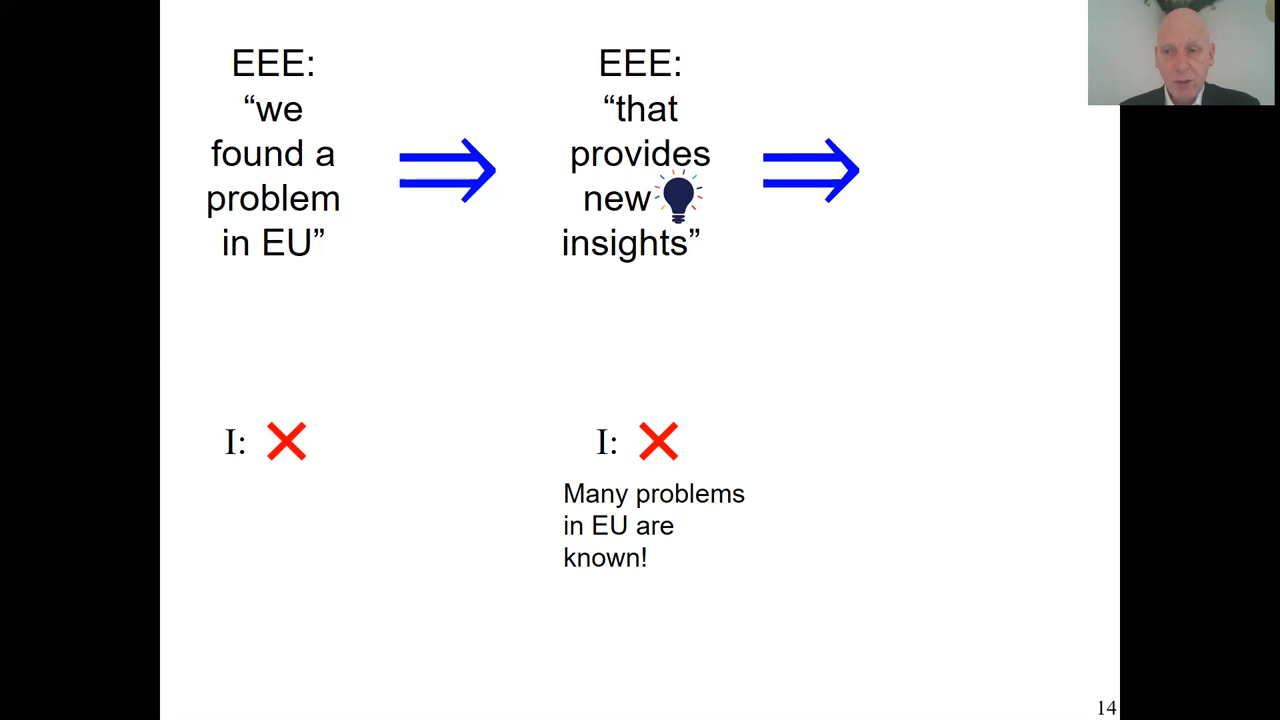 EEE:
“we
found a
problem
in EU”
EEE:
“that
provides
new
insights”
I:
I:
Many problems
in EU are
known!
14